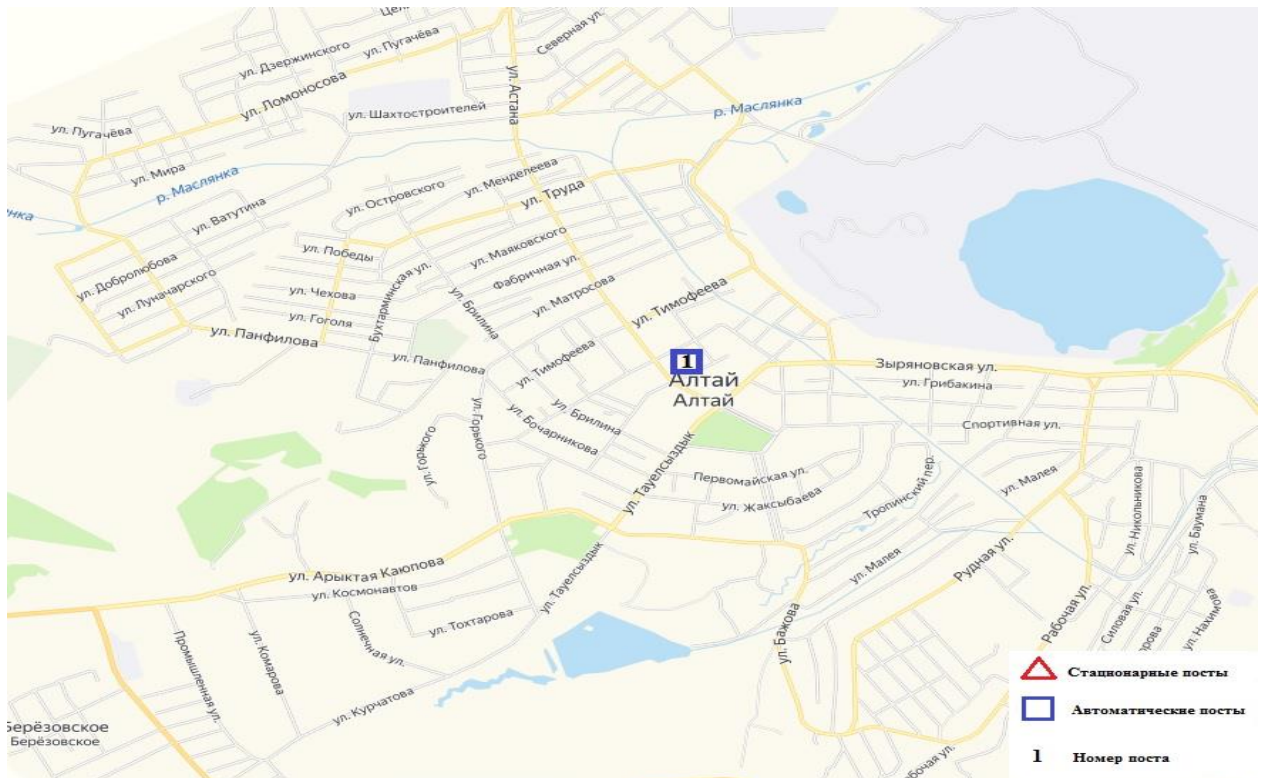 ул. Пугачёва
ул. Дзержинского
Северная ул.
ул. Ломоносова
ул. Астана
ул. Шахтостроителей
р. Маслянка
ул. Пугачёва
ул. Мира
р. Маслянка
ул. Менделеева
ул. Островского
ул. Труда
ул. Ватутина
ул. Маяковского
ул. Победы
Фабричная ул.
ул. Добролюбова
ул. Луначарского
ул. Чехова
Бухтарминская ул.
ул. Брилина
ул. Матросова
ул. Тимофеева
ул. Гоголя
ул. Панфилова
ул. Панфилова
ул. Тимофеева
1
Алтай
Алтай
Зыряновская ул.
ул. Грибакина
ул. Горького
ул. Горького
ул. Брилина
ул. Бочарникова
Спортивная ул.
ул. Тауелсыздык
Первомайская ул.
ул. Жаксыбаева
Тропинский пер.
ул. Малея
ул. Никольникова
ул. Баумана
ул. Арыктая Каюпова
ул. Космонавтов
ул. Тауелсыздык
ул. Малея
Рудная ул.
Рабочая ул.
Силовая ул.
ул. Нахимова
ул. Тохтарова
Солнечная ул.
ул. Комарова
Промышленная ул.
ул. Бажова
ул. Курчатова
Берёзовское
Берёзовское
Стационарные посты
Автоматические посты
1 Номер поста